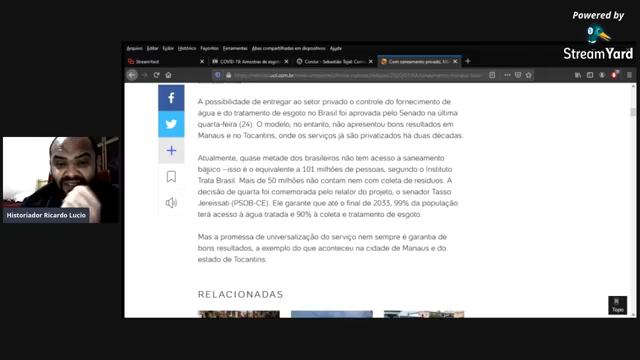 Powered by
StreamYard
Arquivo Editar Exibir Histórico Favoritos Ferramentas Abas compartilhadas em dispositivos Ajuda
StreamYard
COVID-19: Amostras de esgoto
Conjur - Sebastião Tojal: Com
Com saneamento privado, M
A possibilidade de entregar ao setor privado o controle do fornecimento de
água e do tratamento de esgoto no Brasil foi aprovada pelo Senado na última
quarta-feira (24). O modelo, no entanto, não apresentou bons resultados em
Manaus e no Tocantins, onde os serviços já são privatizados há duas décadas.
Atualmente, quase metade dos brasileiros não tem acesso a saneamento
básico —isso é o equivalente a 101 milhões de pessoas, segundo o Instituto
Trata Brasil. Mais de 50 milhões não contam nem com coleta de resíduos. A
decisão de quarta foi comemorada pelo relator do projeto, o senador Tasso
Jereissati (PSDB-CE). Ele garante que até o final de 2033, 99% da população
terá acesso à água tratada e 90% à coleta e tratamento de esgoto.
Historiador Ricardo Lucio
Mas a promessa de universalização do serviço nem sempre é garantia de
bons resultados, a exemplo do que aconteceu na cidade de Manaus e do
estado de Tocantins.
RELACIONADAS
Topo